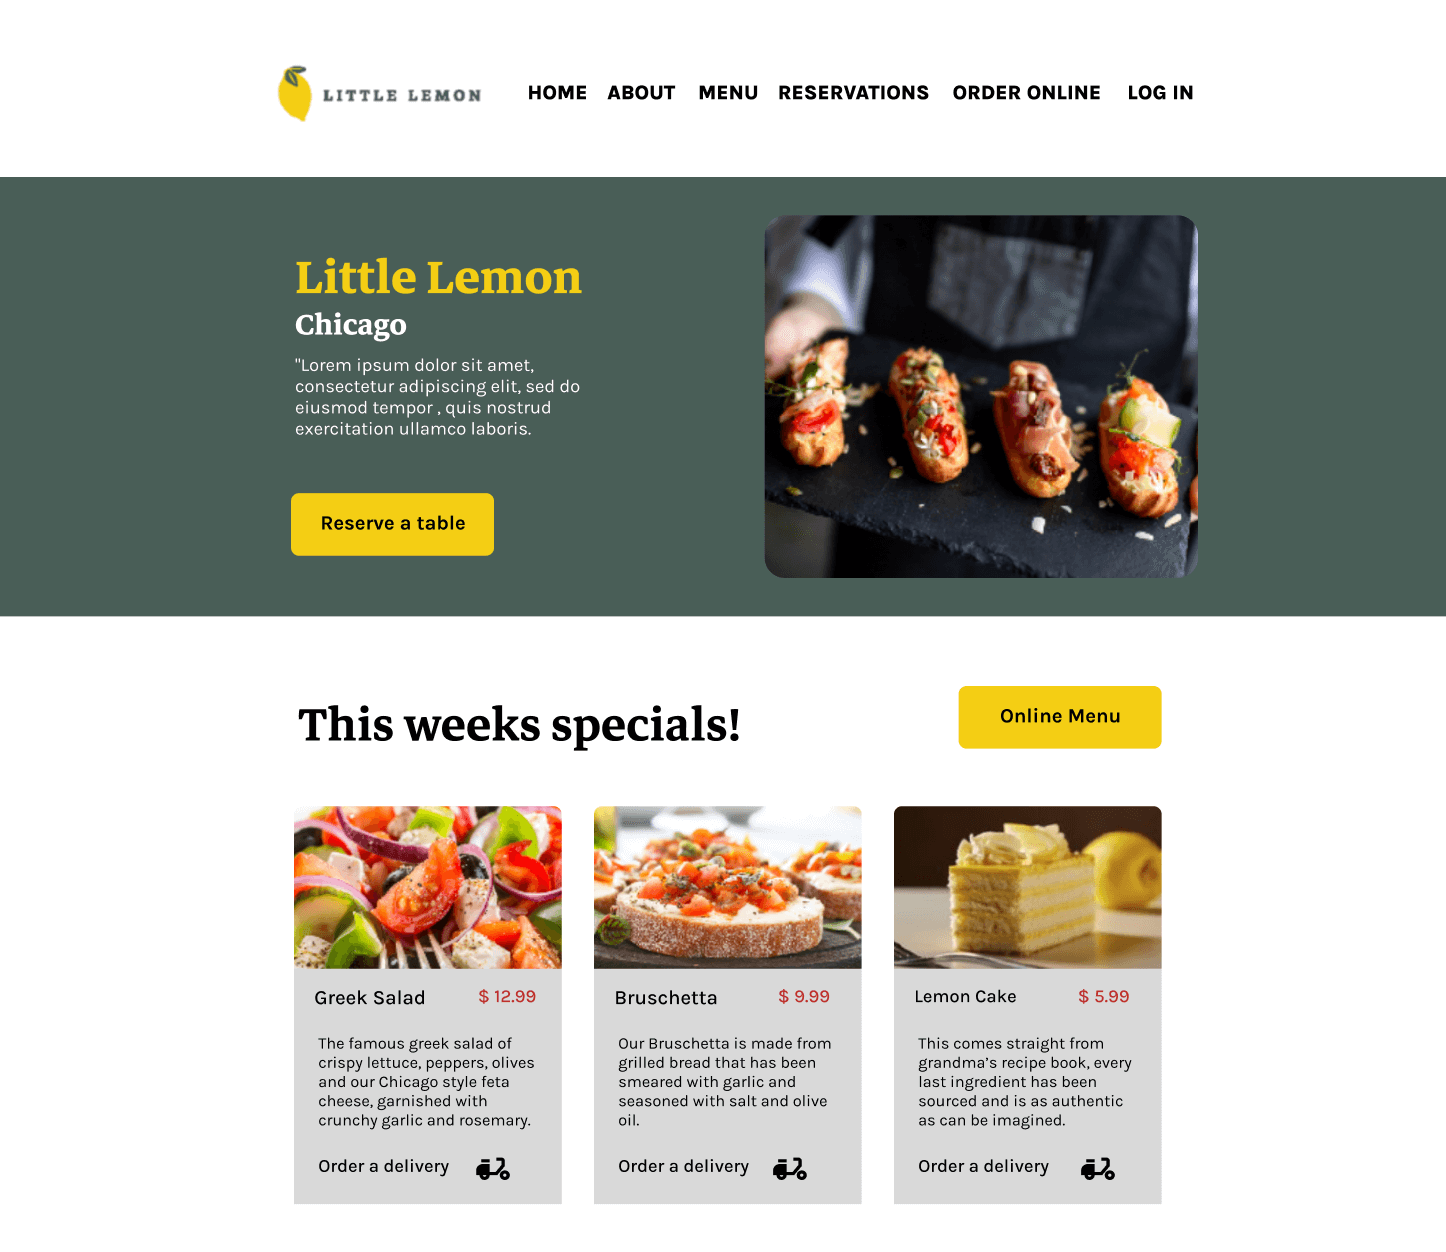 LITTLE LEMON HOME ABOUT MENU RESERVATIONS ORDER ONLINE LOG IN
Little Lemon
Chicago
"Lorem ipsum dolor sit amet,
consectetur adipiscing elit, sed do
eiusmod tempor , quis nostrud
exercitation ullamco laboris.
Reserve a table
This weeks specials!
Online Menu
Greek Salad $ 12.99
The famous greek salad of
crispy lettuce, peppers, olives
and our Chicago style feta
cheese, garnished with
crunchy garlic and rosemary.
Order a delivery
Bruschetta $ 9.99
Our Bruschetta is made from
grilled bread that has been
smeared with garlic and
seasoned with salt and olive
oil.
Order a delivery
Lemon Cake $ 5.99
This comes straight from
grandma’s recipe book, every
last ingredient has been
sourced and is as authentic
as can be imagined.
Order a delivery